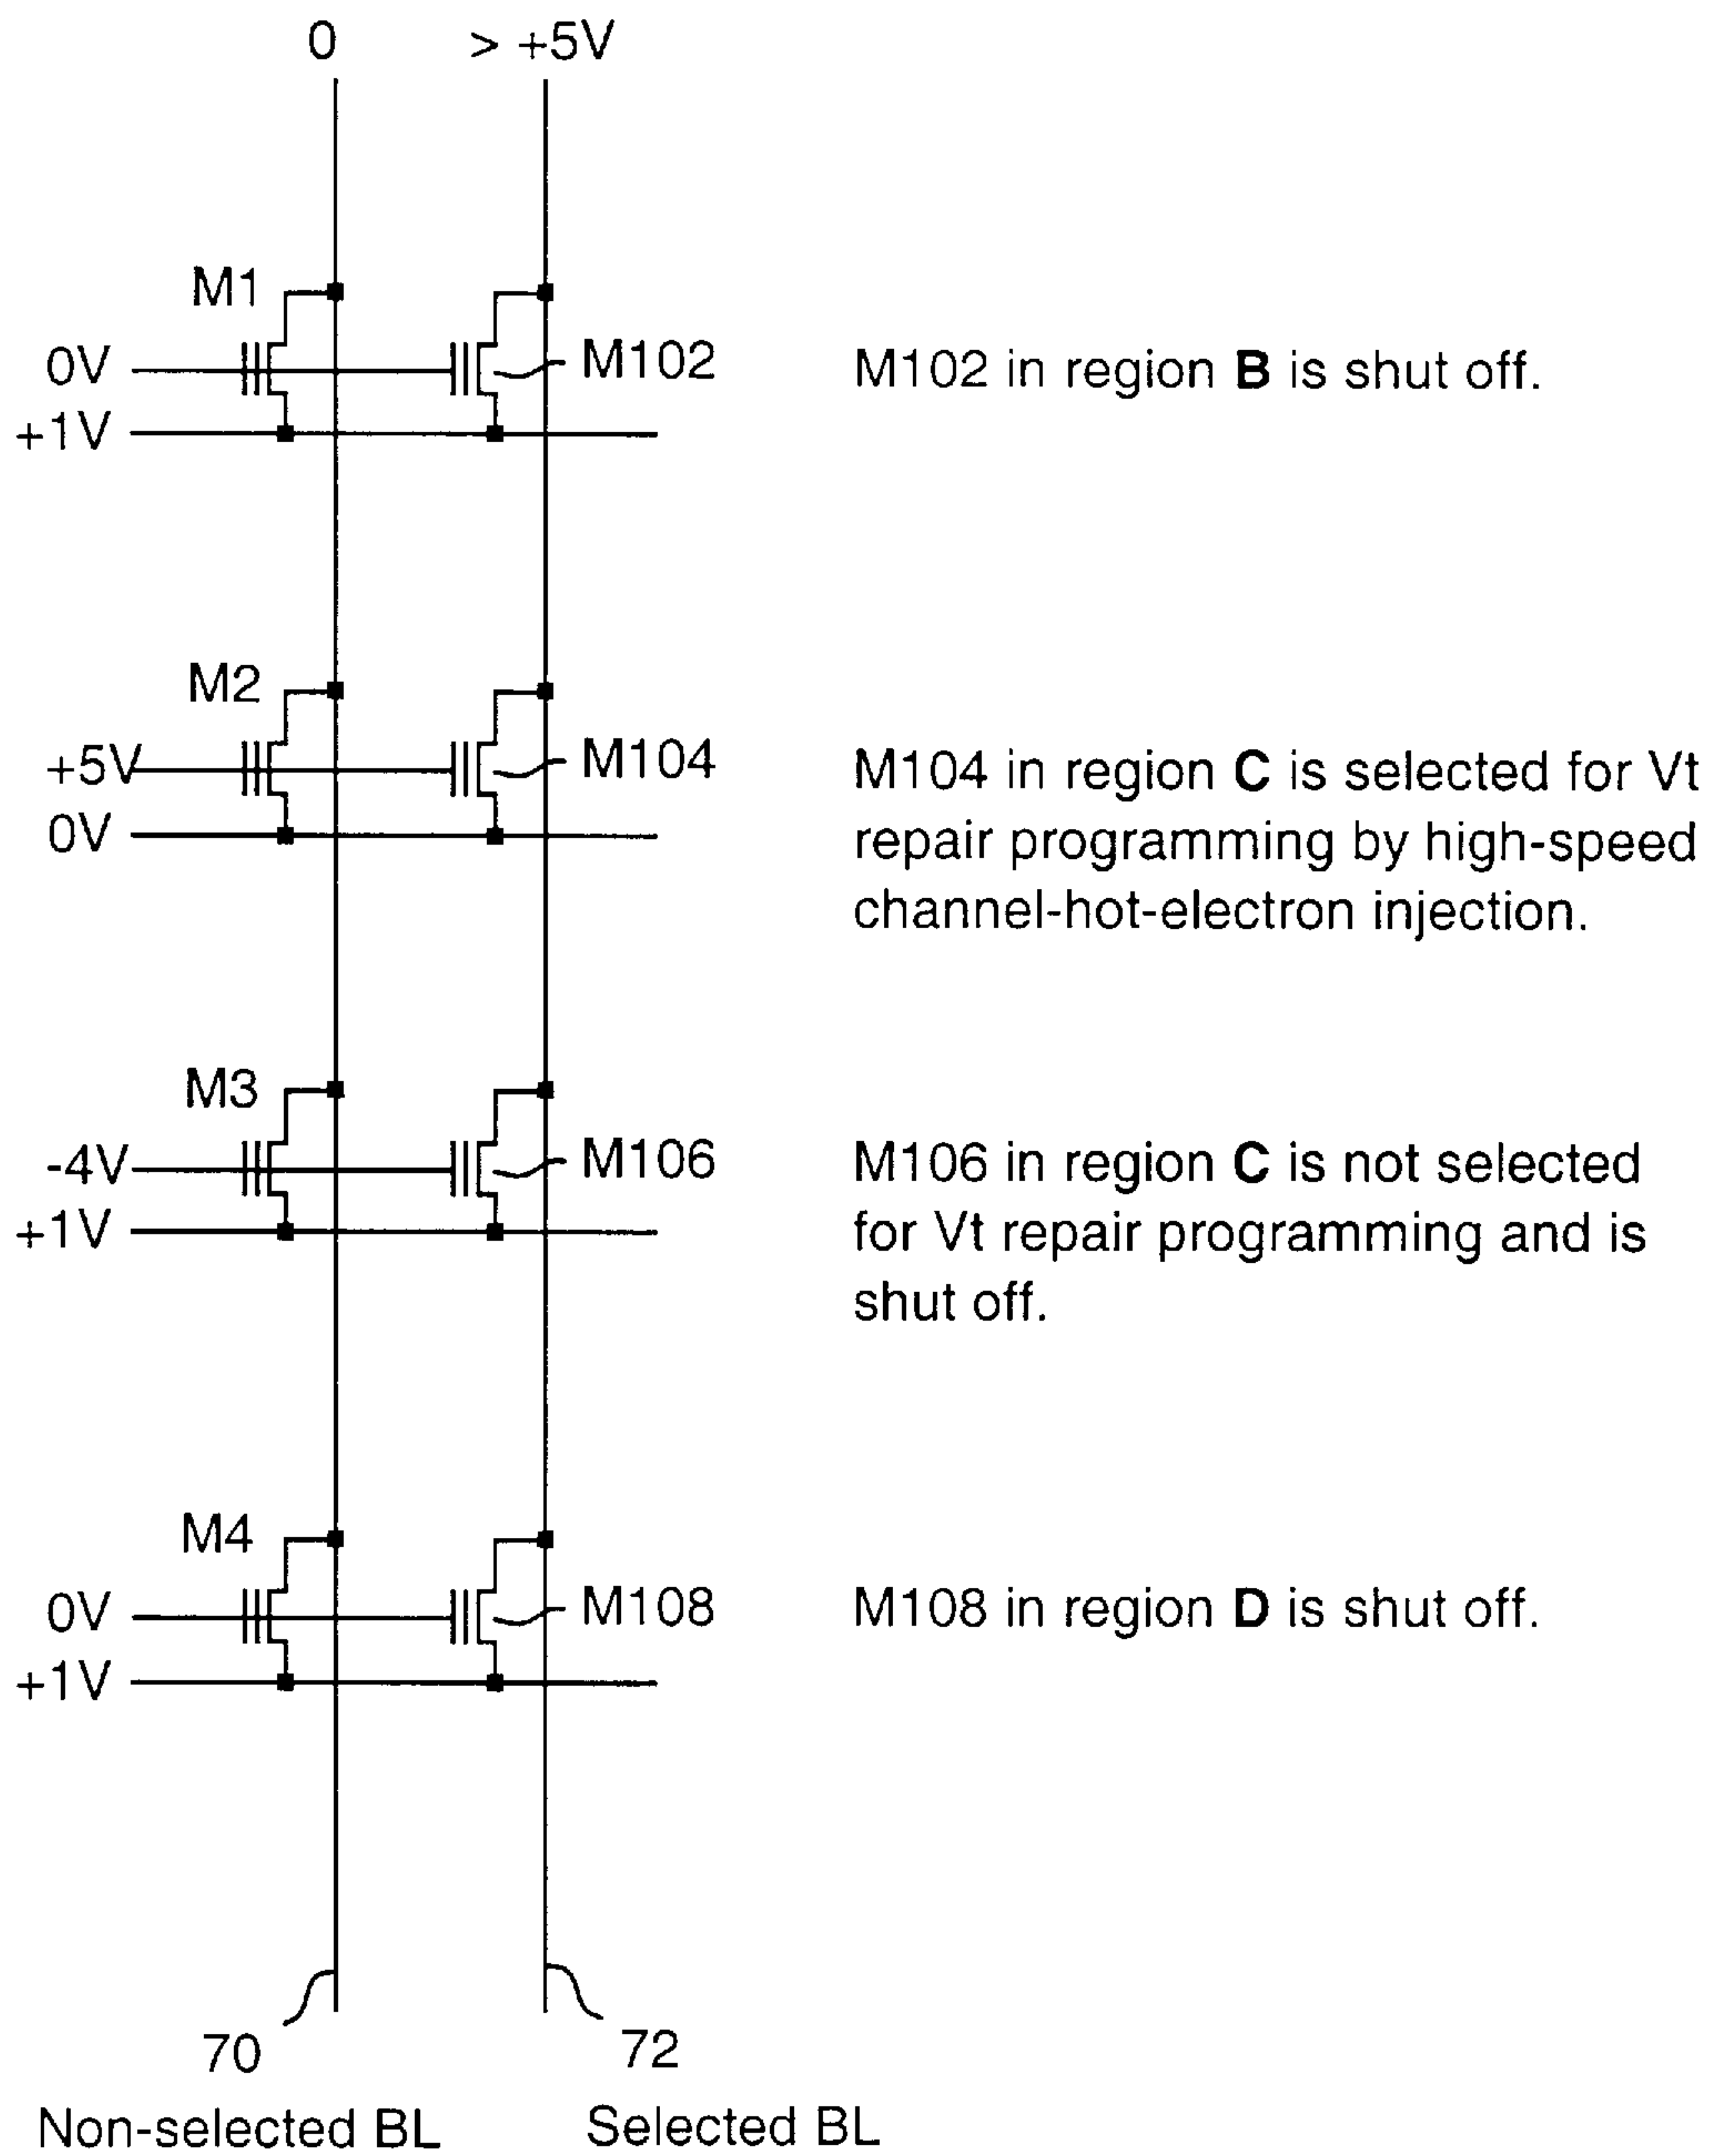 0 > +5V
M1
0V M102 M102 in region B is shut off.
+1V
M2
+5V M104 M104 in region C is selected for Vt
0V repair programming by high-speed
channel-hot-electron injection.
M3
-4V M106 M106 in region C is not selected
+1V for Vt repair programming and is
shut off.
M4
0V M108 M108 in region D is shut off.
+1V
70 72
Non-selected BL Selected BL